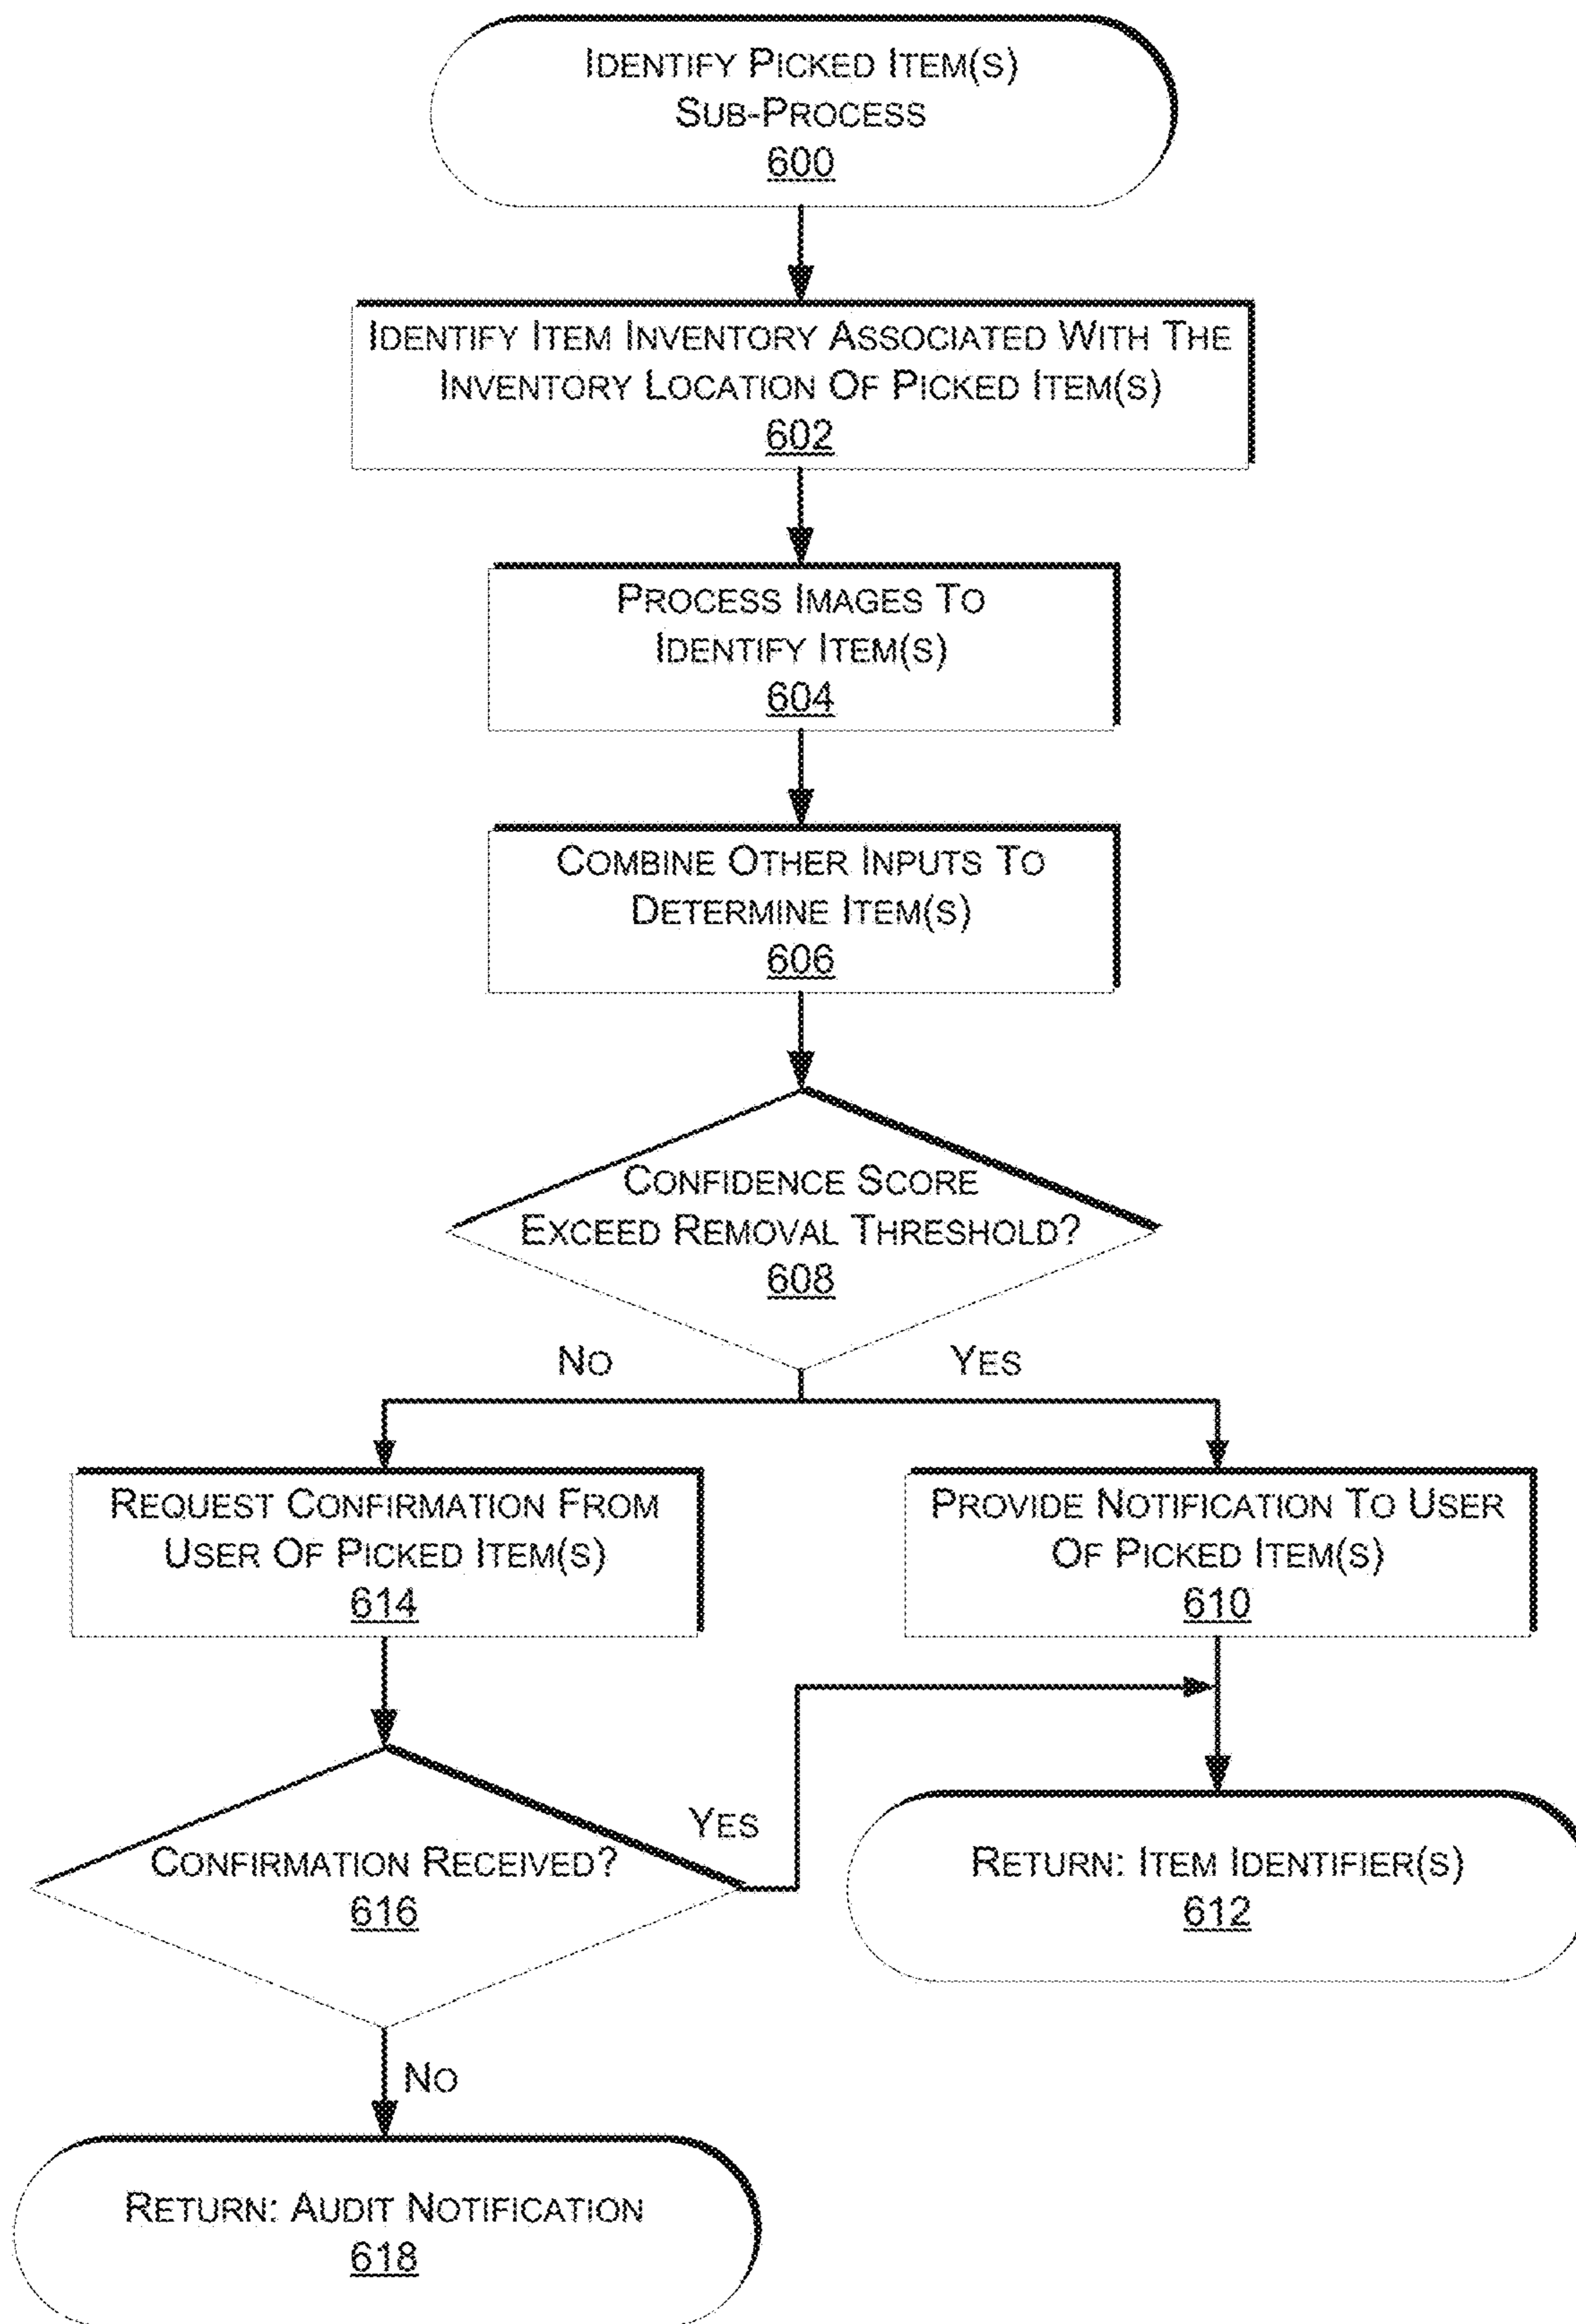 IDENTIFY PICKED ITEM(S)
SUB-PROCESS
600
IDENTIFY ITEM INVENTORY ASSOCIATED WITH THE
INVENTORY LOCATION OF PICKED ITEM(S)
602
PROCESS IMAGES TO
IDENTIFY ITEM(S)
604
COMBINE OTHER INPUTS TO
DETERMINE ITEM(S)
606
CONFIDENCE SCORE
EXCEED REMOVAL THRESHOLD?
608
NO
YES
REQUEST CONFIRMATION FROM
USER OF PICKED ITEM(S)
614
PROVIDE NOTIFICATION TO USER
OF PICKED ITEM(S)
610
YES
CONFIRMATION RECEIVED?
616
RETURN: ITEM IDENTIFIER(S)
612
NO
RETURN: AUDIT NOTIFICATION
618